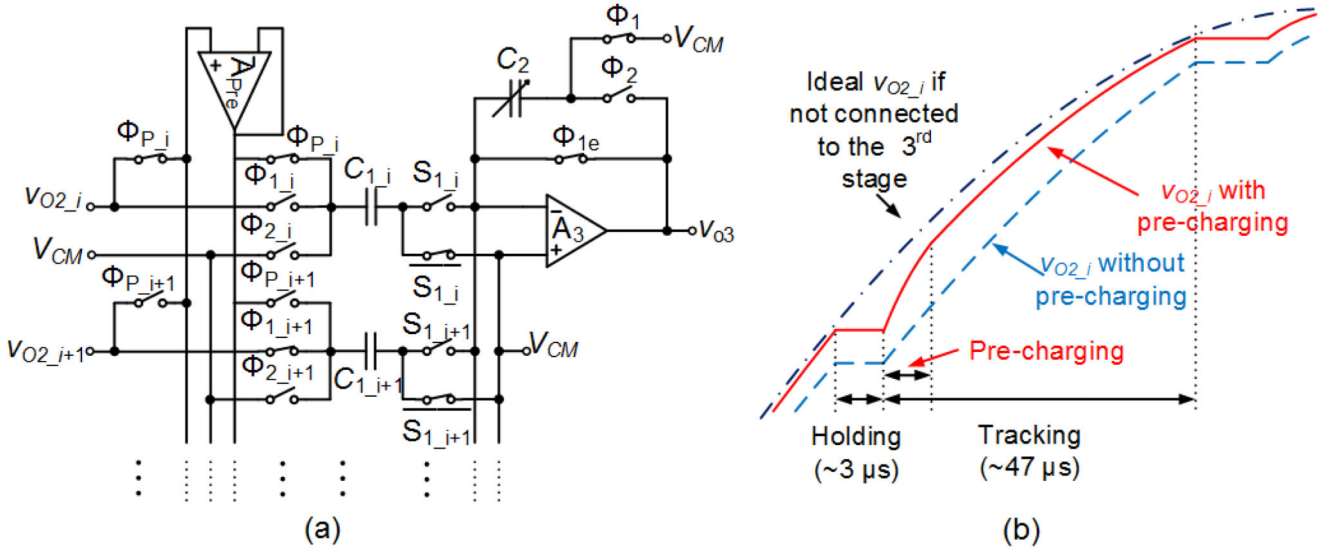 Φ1
VCM
C2
Φ2
+
−
APre
ΦP_i
ΦP_i
Φ1e
C1_i
S1_i
Φ1_i
vO2_i
−
A3
+
vo3
Φ2_i
VCM
S1_i
ΦP_i+1
ΦP_i+1
Φ1_i+1
S1_i+1
vO2_i+1
VCM
Φ2_i+1
C1_i+1
S1_i+1
(a)
Ideal vO2_i if
not connected
to the 3rd
stage
vO2_i with
pre-charging
vO2_i without
pre-charging
Pre-charging
Holding
(~3 µs)
Tracking
(~47 µs)
(b)